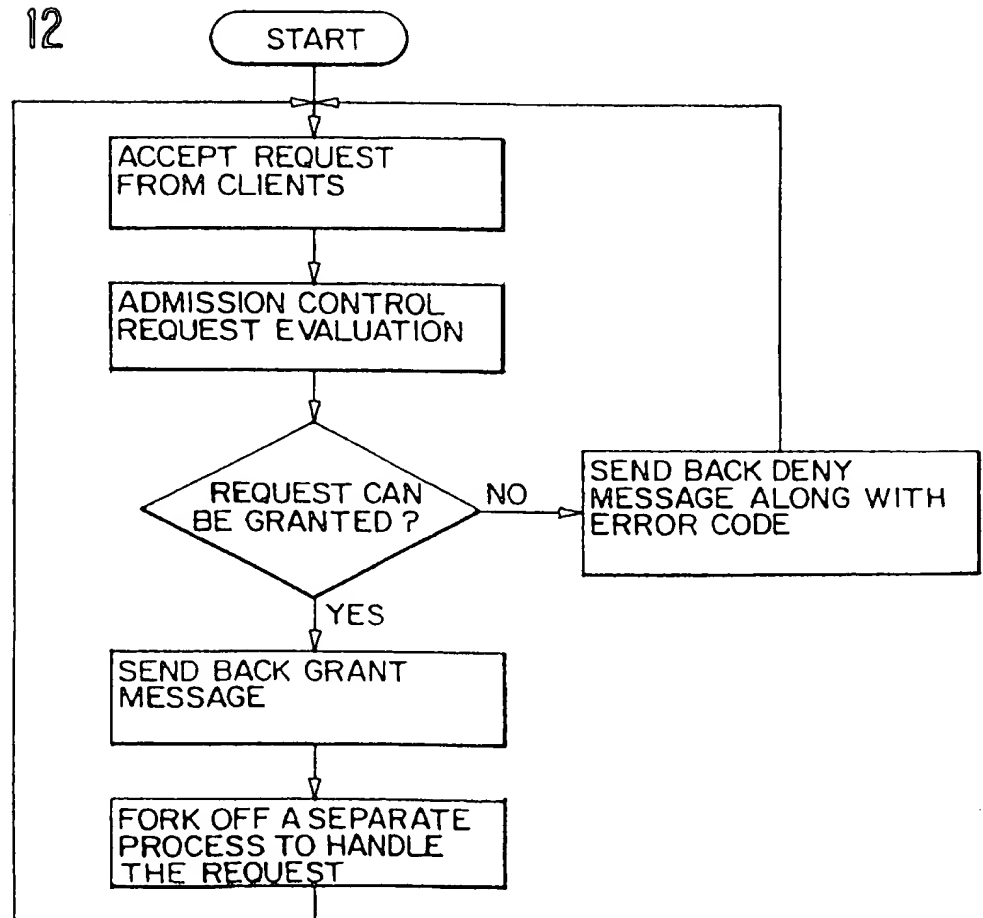 12
START
ACCEPT REQUEST
FROM CLIENTS
ADMISSION CONTROL
REQUEST EVALUATION
REQUEST CAN
BE GRANTED ?
NO
SEND BACK DENY
MESSAGE ALONG WITH
ERROR CODE
YES
SEND BACK GRANT
MESSAGE
FORK OFF A SEPARATE
PROCESS TO HANDLE
THE REQUEST